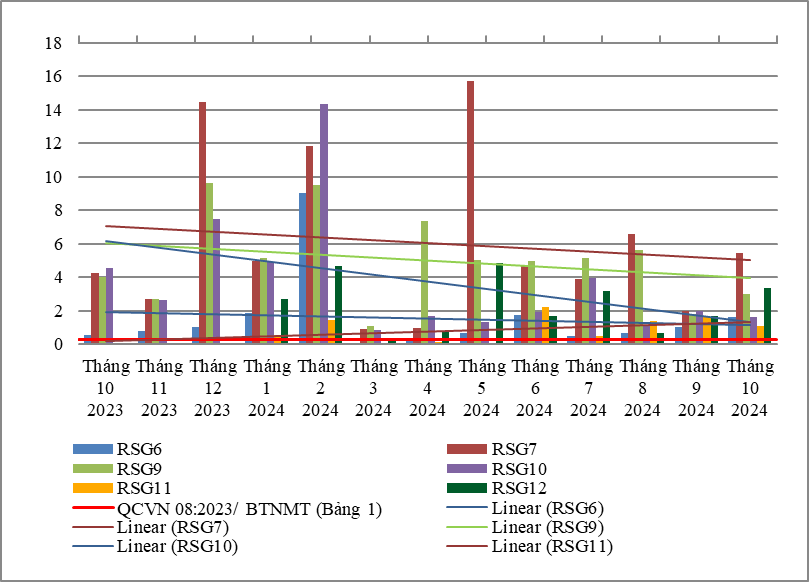 18
16
14
12
10
8
6
4
2
0
Tháng Tháng Tháng Tháng Tháng Tháng Tháng Tháng Tháng Tháng Tháng Tháng Tháng
10 11 12 1 2 3 4 5 6 7 8 9 10
2023 2023 2023 2024 2024 2024 2024 2024 2024 2024 2024 2024 2024
RSG6 RSG7
RSG9 RSG10
RSG11 RSG12
QCVN 08:2023/ BTNMT (Bảng 1) Linear (RSG6)
Linear (RSG7) Linear (RSG9)
Linear (RSG10) Linear (RSG11)